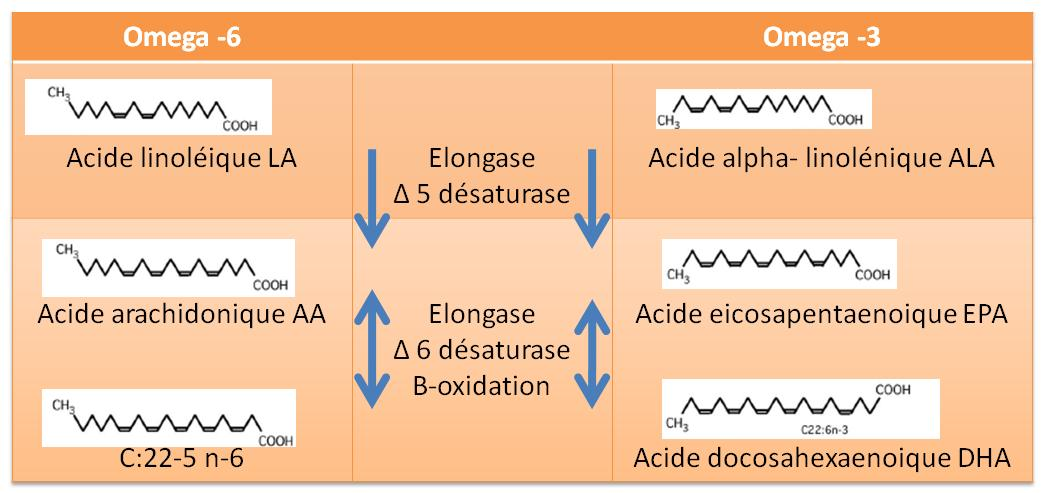 Omega -6
Omega -3
CH3
COOH
Acide linoléique LA
Elongase
Δ 5 désaturase
CH3
COOH
Acide alpha- linolénique ALA
CH3
COOH
Acide arachidonique AA
Elongase
Δ 6 désaturase
B-oxidation
CH3
COOH
Acide eicosapentaenoique EPA
CH3
COOH
C:22-5 n-6
COOH
CH3
C22:6n-3
Acide docosahexaenoique DHA